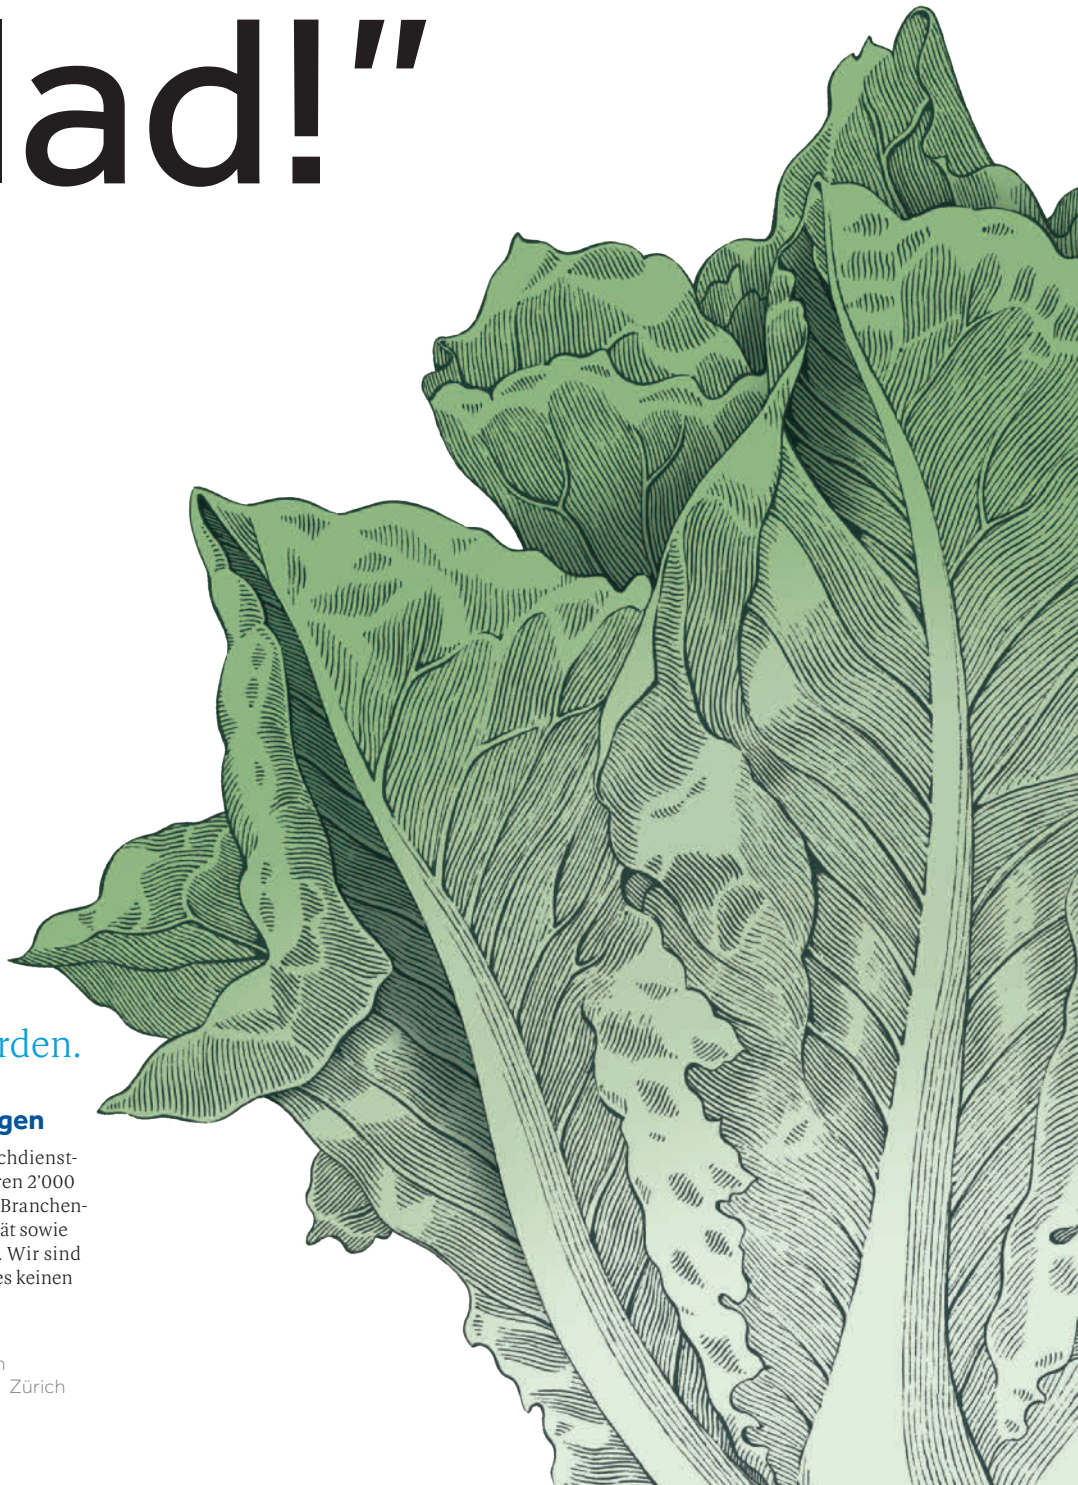 lad!”
rden.
gen
chdienst-
ren 2’000
Branchen-
ät sowie
. Wir sind
es keinen
n
Zürich